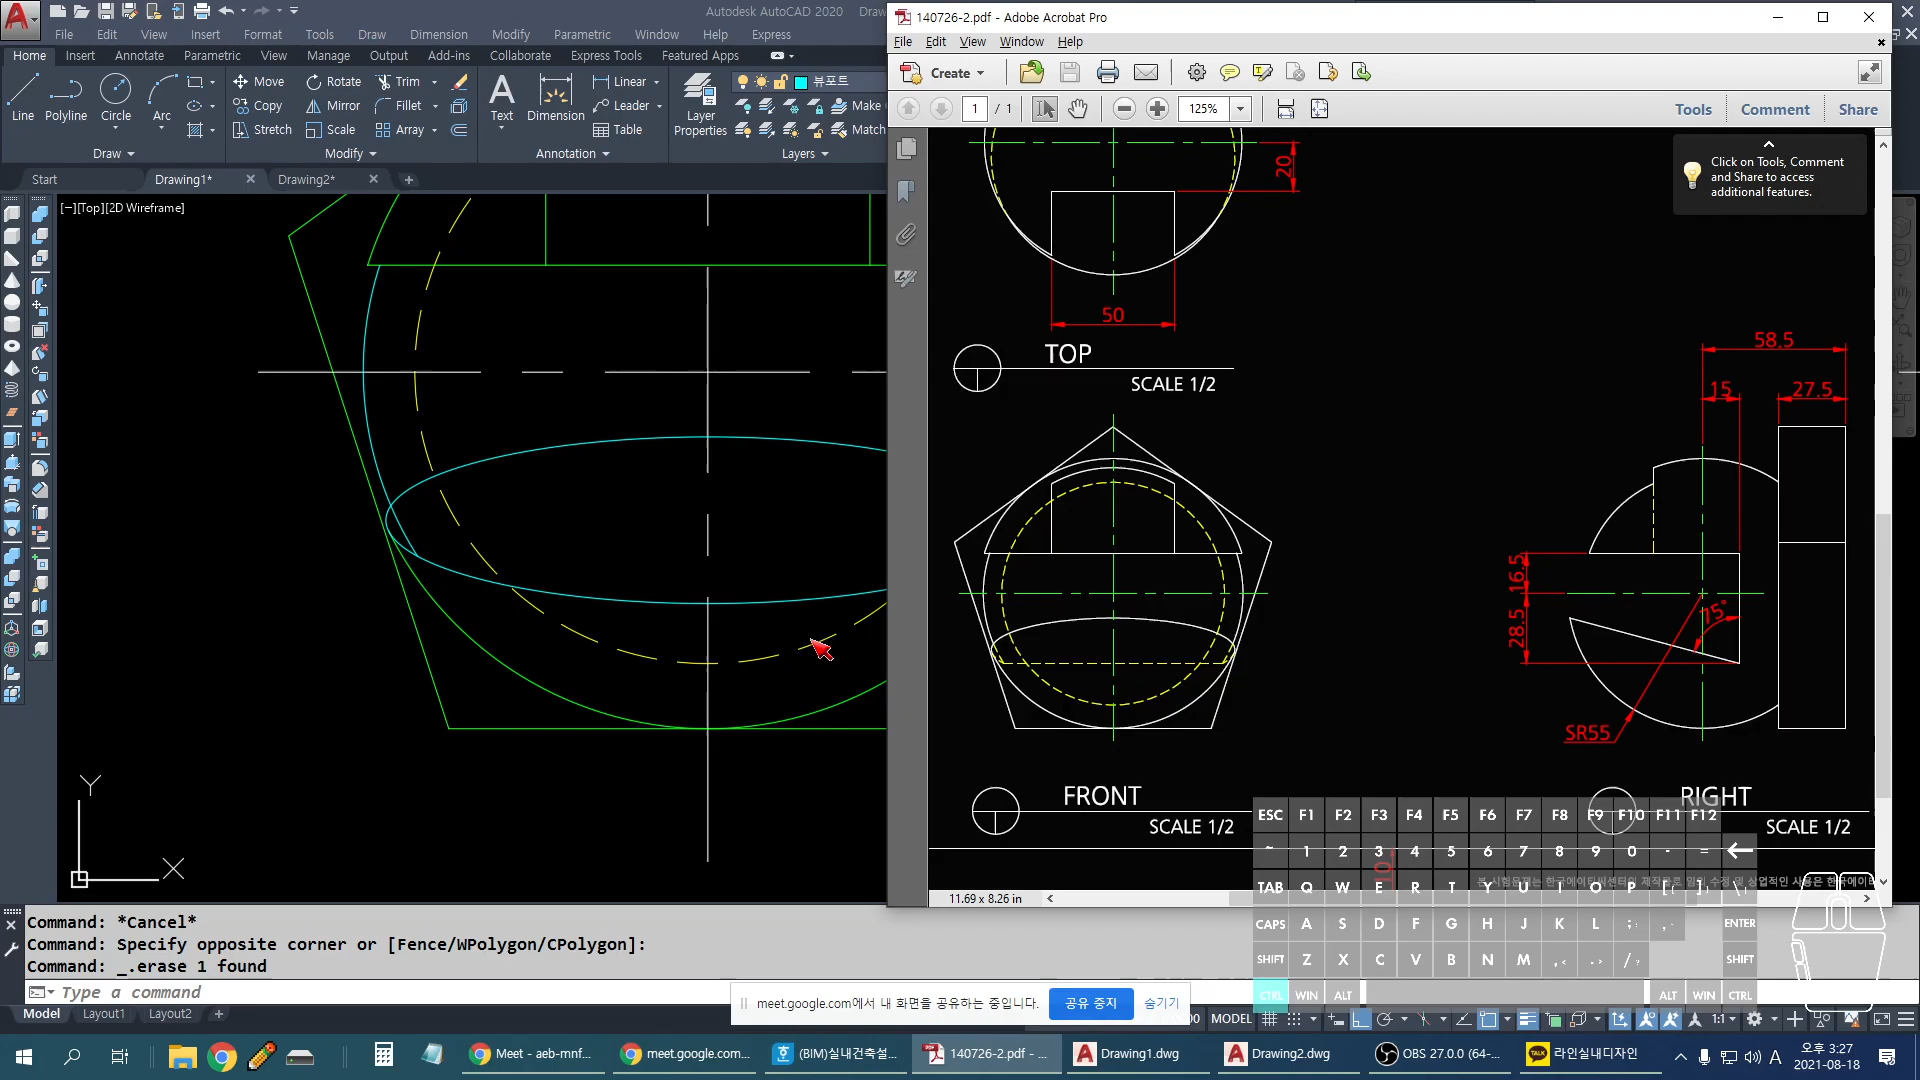 Autodesk AutoCAD 2020 Draw
File Edit View Insert Format Tools Draw Dimension Modify Parametric Window Help Express
Home Insert Annotate Parametric View Manage Output Add-ins Collaborate Express Tools Featured Apps
Line Polyline Circle Arc
Move Rotate Trim
Copy Mirror Fillet
Stretch Scale Array
Text Dimension
Linear
Leader
Table
Layer Properties
뷰포트
Make
Match
Draw Modify Annotation Layers
Start Drawing1* Drawing2*
[−][Top][2D Wireframe]
Y
X
Command: *Cancel*
Command: Specify opposite corner or [Fence/WPolygon/CPolygon]:
Command: _.erase 1 found
Type a command
Model Layout1 Layout2
140726-2.pdf - Adobe Acrobat Pro
File Edit View Window Help
Create
1 / 1 125%
Tools Comment Share
Click on Tools, Comment
and Share to access
additional features.
20
50
TOP
SCALE 1/2
58.5
15 27.5
16.5
28.5
75°
SR55
FRONT
SCALE 1/2
RIGHT
SCALE 1/2
10
11.69 x 8.26 in
ESC F1 F2 F3 F4 F5 F6 F7 F8 F9 F10 F11 F12
~ 1 2 3 4 5 6 7 8 9 0 - =
TAB Q W E R T Y U I O P [ ] \
CAPS A S D F G H J K L ; , ENTER
SHIFT Z X C V B N M , . / ? SHIFT
CTRL WIN ALT ALT WIN CTRL
meet.google.com에서 내 화면을 공유하는 중입니다. 공유 중지 숨기기
MODEL 1:1
Meet - aeb-mnf... meet.google.com... (BIM)실내건축설... 140726-2.pdf - ... Drawing1.dwg Drawing2.dwg OBS 27.0.0 (64-... 라인실내디자인
A 오후 3:27
2021-08-18